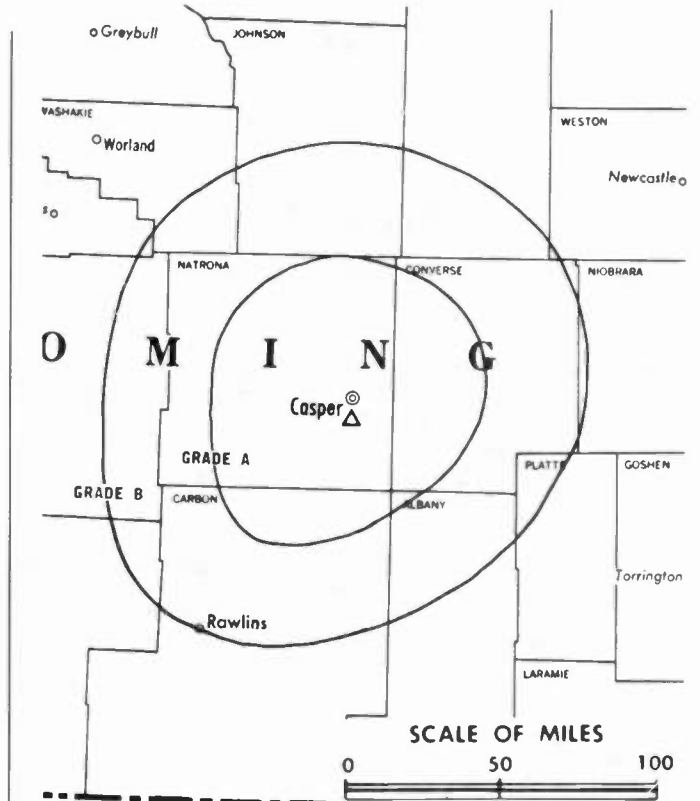 Greybull
JOHNSON
WASHAKIE
Worland
WESTON
Newcastle
s
NATRONA
CONVERSE
NIOBRARA
O M I N G
Casper
GRADE A
PLATTE
GOSHEN
GRADE B
CARBON
ALBANY
Torrington
Rawlins
LARAMIE
SCALE OF MILES
0 50 100